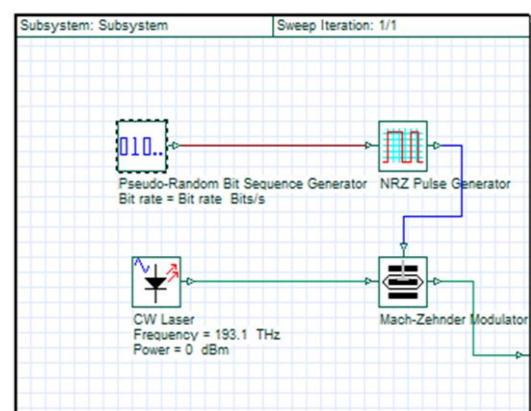 Subsystem: Subsystem
Sweep Iteration: 1/1
010..
Pseudo-Random Bit Sequence Generator
Bit rate = Bit rate Bits/s
NRZ Pulse Generator
CW Laser
Frequency = 193.1 THz
Power = 0 dBm
Mach-Zehnder Modulator